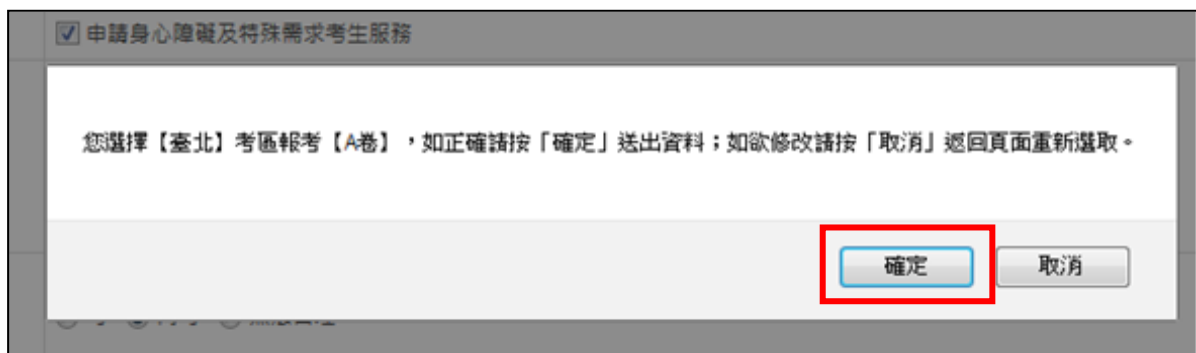 申請身心障礙及特殊需求考生服務
您選擇【臺北】考區報考【A卷】，如正確請按「確定」送出資料；如欲修改請按「取消」返回頁面重新選取。
確定
取消